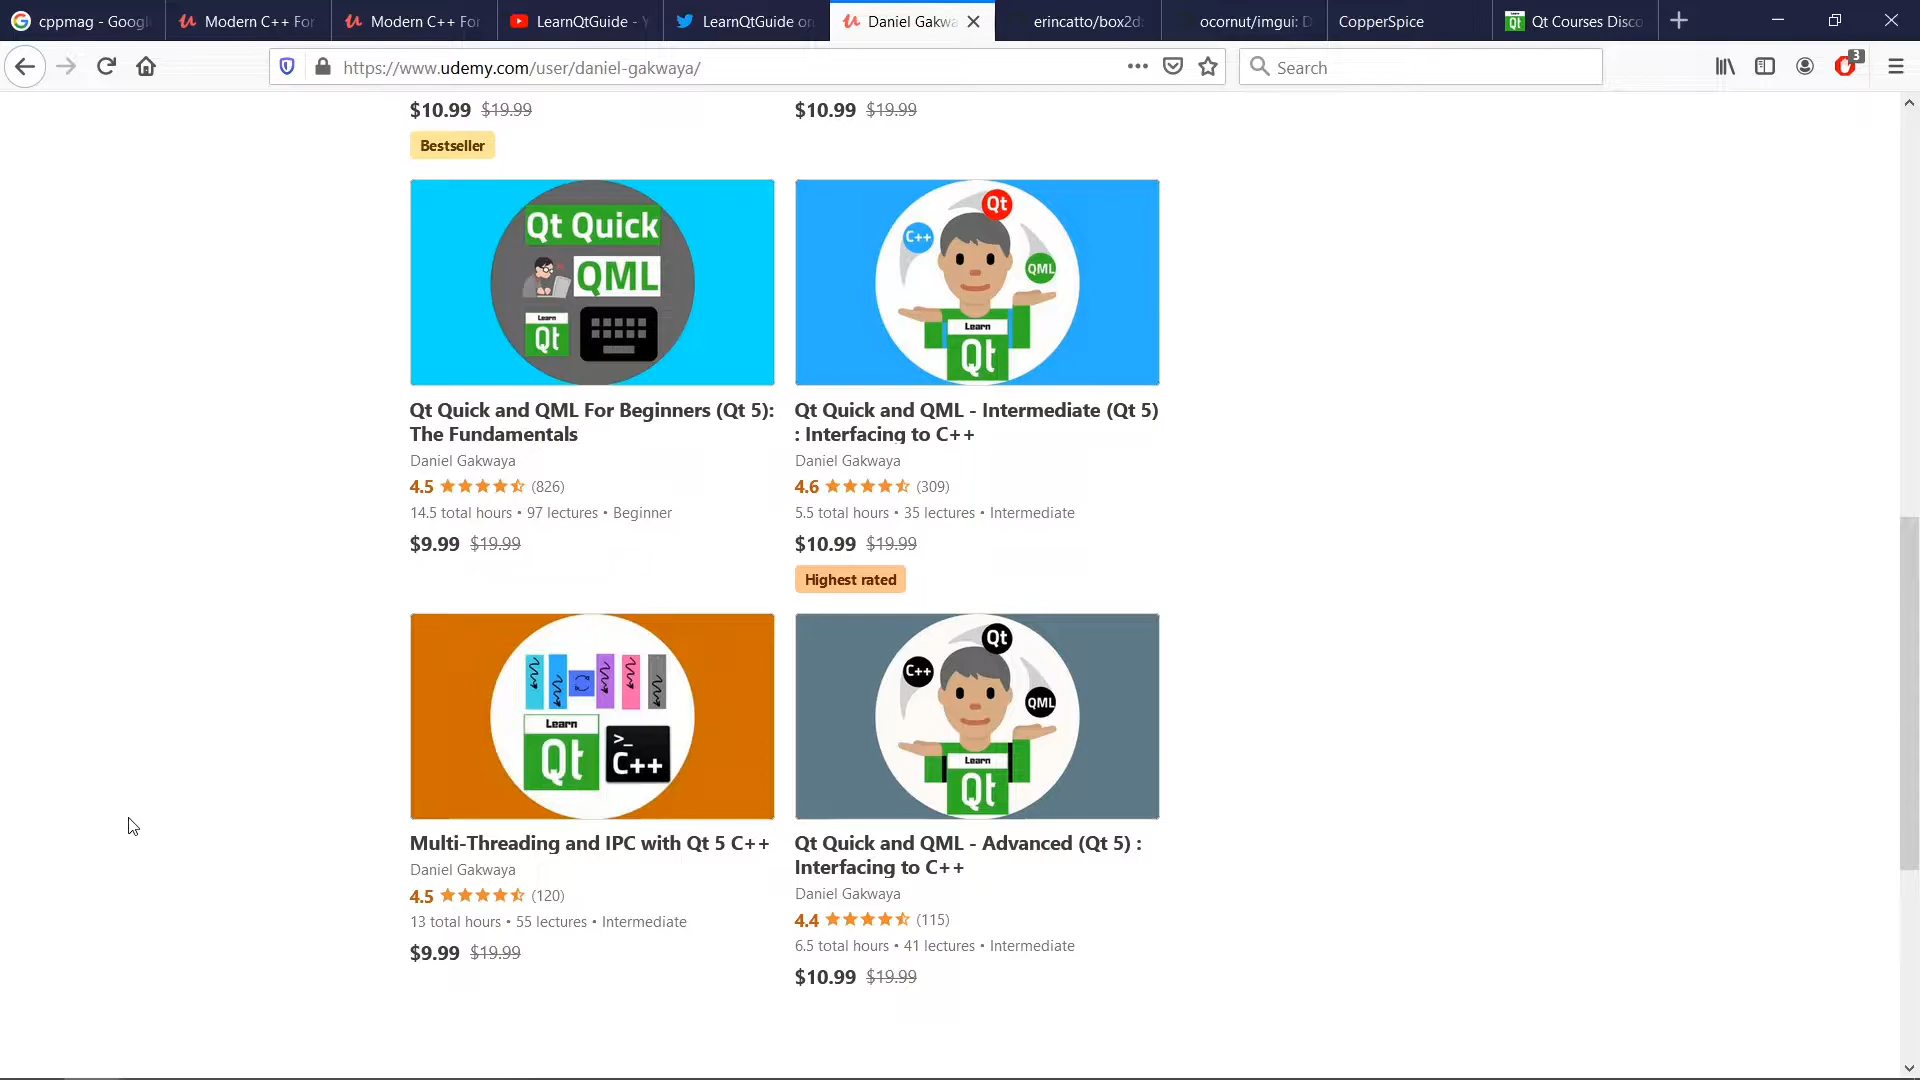 cppmag - Googl
Modern C++ For
Modern C++ For
LearnQtGuide - Y
LearnQtGuide on
Daniel Gakwa
erincatto/box2d:
ocornut/imgui: D
CopperSpice
Qt Courses Disco
https://www.udemy.com/user/daniel-gakwaya/
Search
3
$10.99 $19.99
Bestseller
$10.99 $19.99
Qt Quick
QML
Learn
Qt
Qt Quick and QML For Beginners (Qt 5):
The Fundamentals
Daniel Gakwaya
4.5 (826)
14.5 total hours • 97 lectures • Beginner
$9.99 $19.99
Qt
C++
QML
Learn
Qt
Qt Quick and QML - Intermediate (Qt 5)
: Interfacing to C++
Daniel Gakwaya
4.6 (309)
5.5 total hours • 35 lectures • Intermediate
$10.99 $19.99
Highest rated
Learn
Qt
>_
C++
Multi-Threading and IPC with Qt 5 C++
Daniel Gakwaya
4.5 (120)
13 total hours • 55 lectures • Intermediate
$9.99 $19.99
Qt
C++
QML
Learn
Qt
Qt Quick and QML - Advanced (Qt 5) :
Interfacing to C++
Daniel Gakwaya
4.4 (115)
6.5 total hours • 41 lectures • Intermediate
$10.99 $19.99